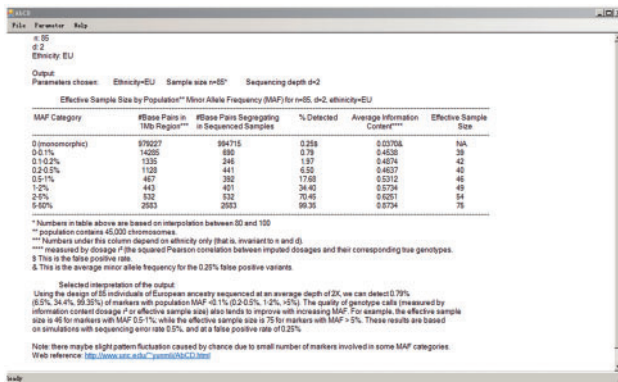 AbCD
File Parameter Help
n: 85
d: 2
Ethnicity: EU
Output:
Parameters chosen: Ethnicity=EU Sample size n=85* Sequencing depth d=2
Effective Sample Size by Population** Minor Allele Frequency (MAF) for n=85, d=2, ethnicity=EU
MAF Category #Base Pairs in #Base Pairs Segregating % Detected Average Information Effective Sample
1Mb Region*** in Sequenced Samples Content**** Size
0 (monomorphic) 979227 994715 0.25$ 0.0370& NA
0-0.1% 14285 690 0.79 0.4538 39
0.1-0.2% 1335 246 1.97 0.4874 42
0.2-0.5% 1128 441 6.50 0.4637 40
0.5-1% 467 392 17.68 0.5312 46
1-2% 443 401 34.40 0.5734 49
2-5% 532 532 70.45 0.6251 54
5-50% 2583 2583 99.35 0.8734 75
* Numbers in table above are based on interpolation between 80 and 100
** population contains 45,000 chromosomes.
*** Numbers under this column depend on ethnicity only (that is, invariant to n and d).
**** measured by dosage r² (the squared Pearson correlation between imputed dosages and their corresponding true genotypes.
$ This is the false positive rate.
&. This is the average minor allele frequency for the 0.25% false positive variants.
Selected interpretation of the output:
Using the design of 85 individuals of European ancestry sequenced at an average depth of 2X, we can detect 0.79%
(6.5%, 34.4%, 99.35%) of markers with population MAF <0.1% (0.2-0.5%, 1-2%, >5%). The quality of genotype calls (measured by
information content dosage r² or effective sample size) also tends to improve with increasing MAF. For example, the effective sample
size is 46 for markers with MAF 0.5-1%; while the effective sample size is 75 for markers with MAF > 5%. These results are based
on simulations with sequencing error rate 0.5%, and at a false positive rate of 0.25%
Note: there maybe slight pattern fluctuation caused by chance due to small number of markers involved in some MAF categories.
Web reference: http://www.unc.edu/~yunmli/AbCD.html
Ready